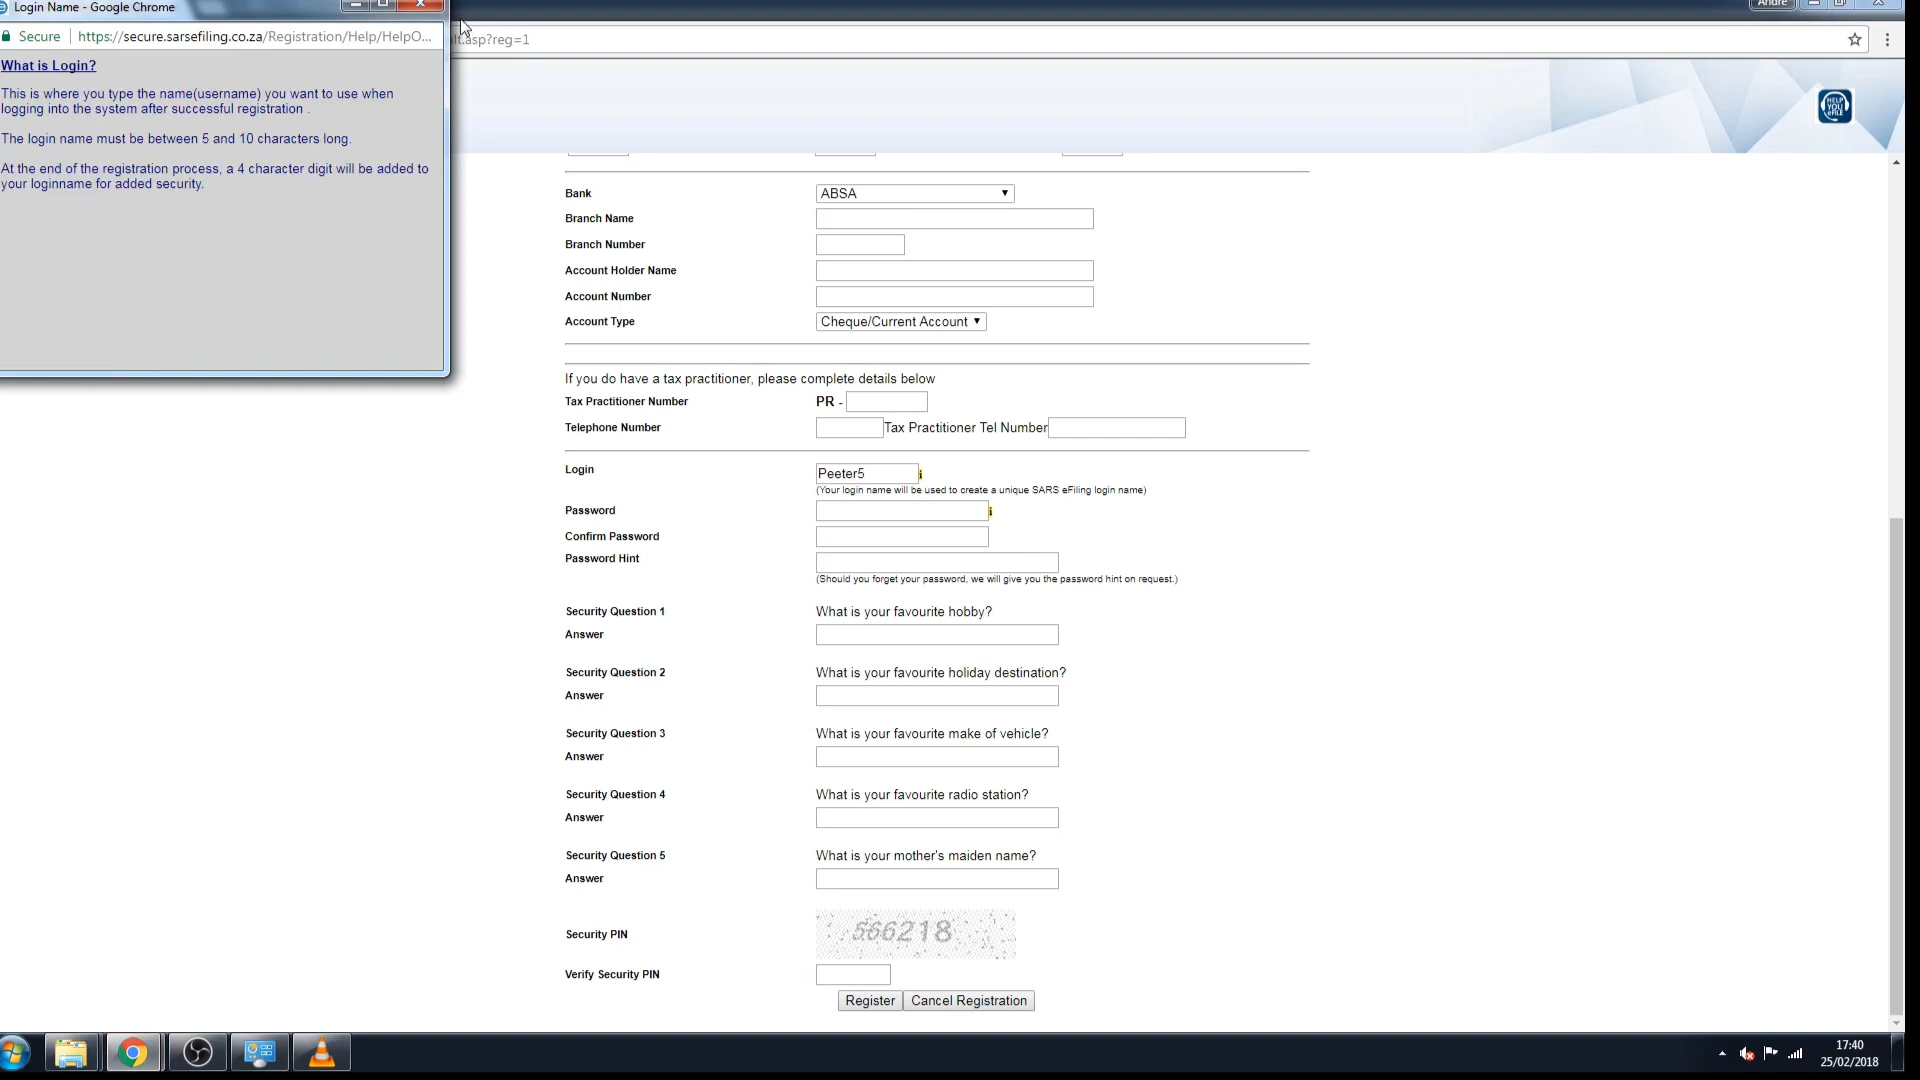 Login Name - Google Chrome
Secure | https://secure.sarsefiling.co.za/Registration/Help/HelpO...
What is Login?
This is where you type the name(username) you want to use when
logging into the system after successful registration .
The login name must be between 5 and 10 characters long.
At the end of the registration process, a 4 character digit will be added to
your loginname for added security.
Andre
lt.asp?reg=1
HELP YOU eFILE
Bank ABSA
Branch Name
Branch Number
Account Holder Name
Account Number
Account Type Cheque/Current Account
If you do have a tax practitioner, please complete details below
Tax Practitioner Number PR -
Telephone Number Tax Practitioner Tel Number
Login Peeter5 i
(Your login name will be used to create a unique SARS eFiling login name)
Password i
Confirm Password
Password Hint
(Should you forget your password, we will give you the password hint on request.)
Security Question 1 What is your favourite hobby?
Answer
Security Question 2 What is your favourite holiday destination?
Answer
Security Question 3 What is your favourite make of vehicle?
Answer
Security Question 4 What is your favourite radio station?
Answer
Security Question 5 What is your mother's maiden name?
Answer
Security PIN 566218
Verify Security PIN
Register Cancel Registration
17:40
25/02/2018